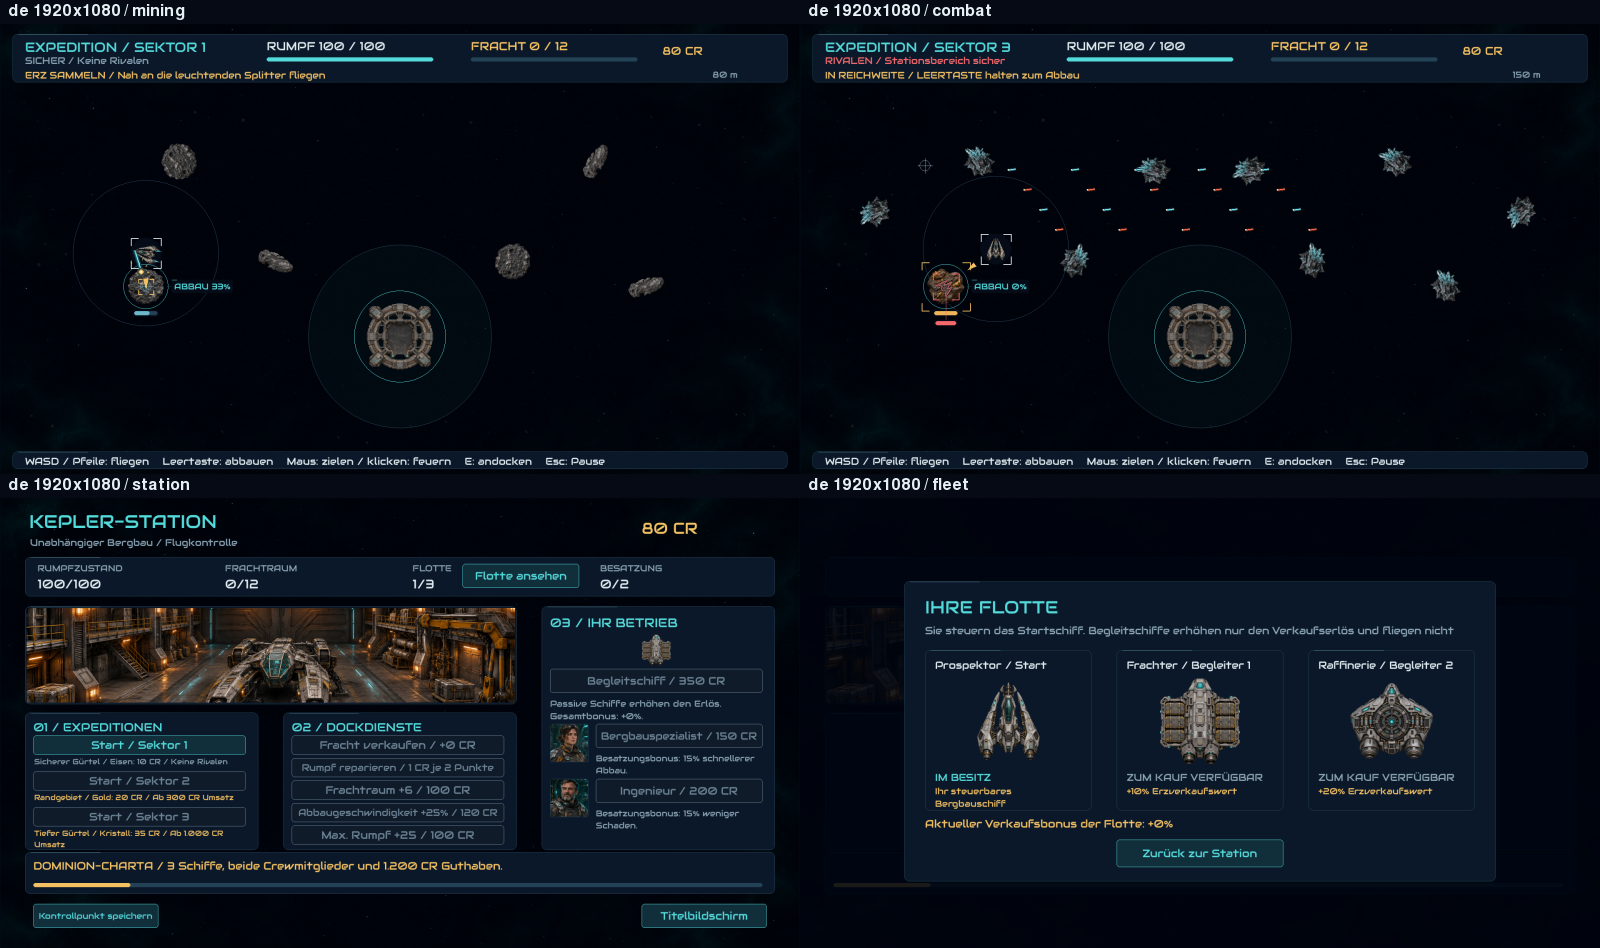 de 1920x1080 / mining
EXPEDITION / SEKTOR 1
SICHER / Keine Rivalen
ERZ SAMMELN / Nah an die leuchtenden Splitter fliegen
RUMPF 100 / 100
FRACHT 0 / 12
80 CR
80 m
ABBAU 33%
WASD / Pfeile: fliegen Leertaste: abbauen Maus: zielen / klicken: feuern E: andocken Esc: Pause
de 1920x1080 / combat
EXPEDITION / SEKTOR 3
RIVALEN / Stationsbereich sicher
IN REICHWEITE / LEERTASTE halten zum Abbau
RUMPF 100 / 100
FRACHT 0 / 12
80 CR
150 m
ABBAU 0%
WASD / Pfeile: fliegen Leertaste: abbauen Maus: zielen / klicken: feuern E: andocken Esc: Pause
de 1920x1080 / station
KEPLER-STATION
Unabhängiger Bergbau / Flugkontrolle
80 CR
RUMPFZUSTAND
100/100
FRACHTRAUM
0/12
FLOTTE
1/3
Flotte ansehen
BESATZUNG
0/2
01 / EXPEDITIONEN
Start / Sektor 1
Sicherer Gürtel / Eisen: 10 CR / Keine Rivalen
Start / Sektor 2
Randgebiet / Gold: 20 CR / Ab 300 CR Umsatz
Start / Sektor 3
Tiefer Gürtel / Kristall: 35 CR / Ab 1.000 CR
Umsatz
02 / DOCKDIENSTE
Fracht verkaufen / +0 CR
Rumpf reparieren / 1 CR je 2 Punkte
Frachtraum +6 / 100 CR
Abbaugeschwindigkeit +25% / 120 CR
Max. Rumpf +25 / 100 CR
03 / IHR BETRIEB
Begleitschiff / 350 CR
Passive Schiffe erhöhen den Erlös.
Gesamtbonus: +0%.
Bergbauspezialist / 150 CR
Besatzungsbonus: 15% schnellerer
Abbau.
Ingenieur / 200 CR
Besatzungsbonus: 15% weniger
Schaden.
DOMINION-CHARTA / 3 Schiffe, beide Crewmitglieder und 1.200 CR Guthaben.
Kontrollpunkt speichern
Titelbildschirm
de 1920x1080 / fleet
IHRE FLOTTE
Sie steuern das Startschiff. Begleitschiffe erhöhen nur den Verkaufserlös und fliegen nicht
Prospektor / Start
IM BESITZ
Ihr steuerbares
Bergbauschiff
Frachter / Begleiter 1
ZUM KAUF VERFÜGBAR
+10% Erzverkaufswert
Raffinerie / Begleiter 2
ZUM KAUF VERFÜGBAR
+20% Erzverkaufswert
Aktueller Verkaufsbonus der Flotte: +0%
Zurück zur Station